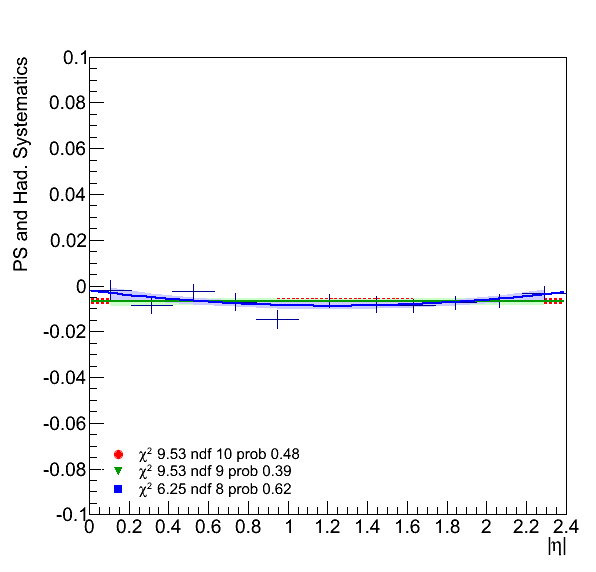 PS and Had. Systematics
0.1
0.08
0.06
0.04
0.02
0
-0.02
-0.04
-0.06
-0.08
-0.1
χ² 9.53 ndf 10 prob 0.48
χ² 9.53 ndf 9 prob 0.39
χ² 6.25 ndf 8 prob 0.62
0 0.2 0.4 0.6 0.8 1 1.2 1.4 1.6 1.8 2 2.2 2.4
|η|